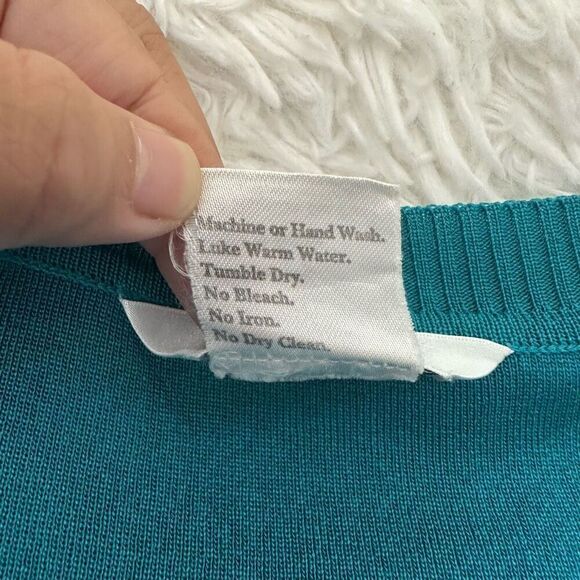 Machine or Hand Wash.
Luke Warm Water.
Tumble Dry.
No Bleach.
No Iron.
No Dry Clean.